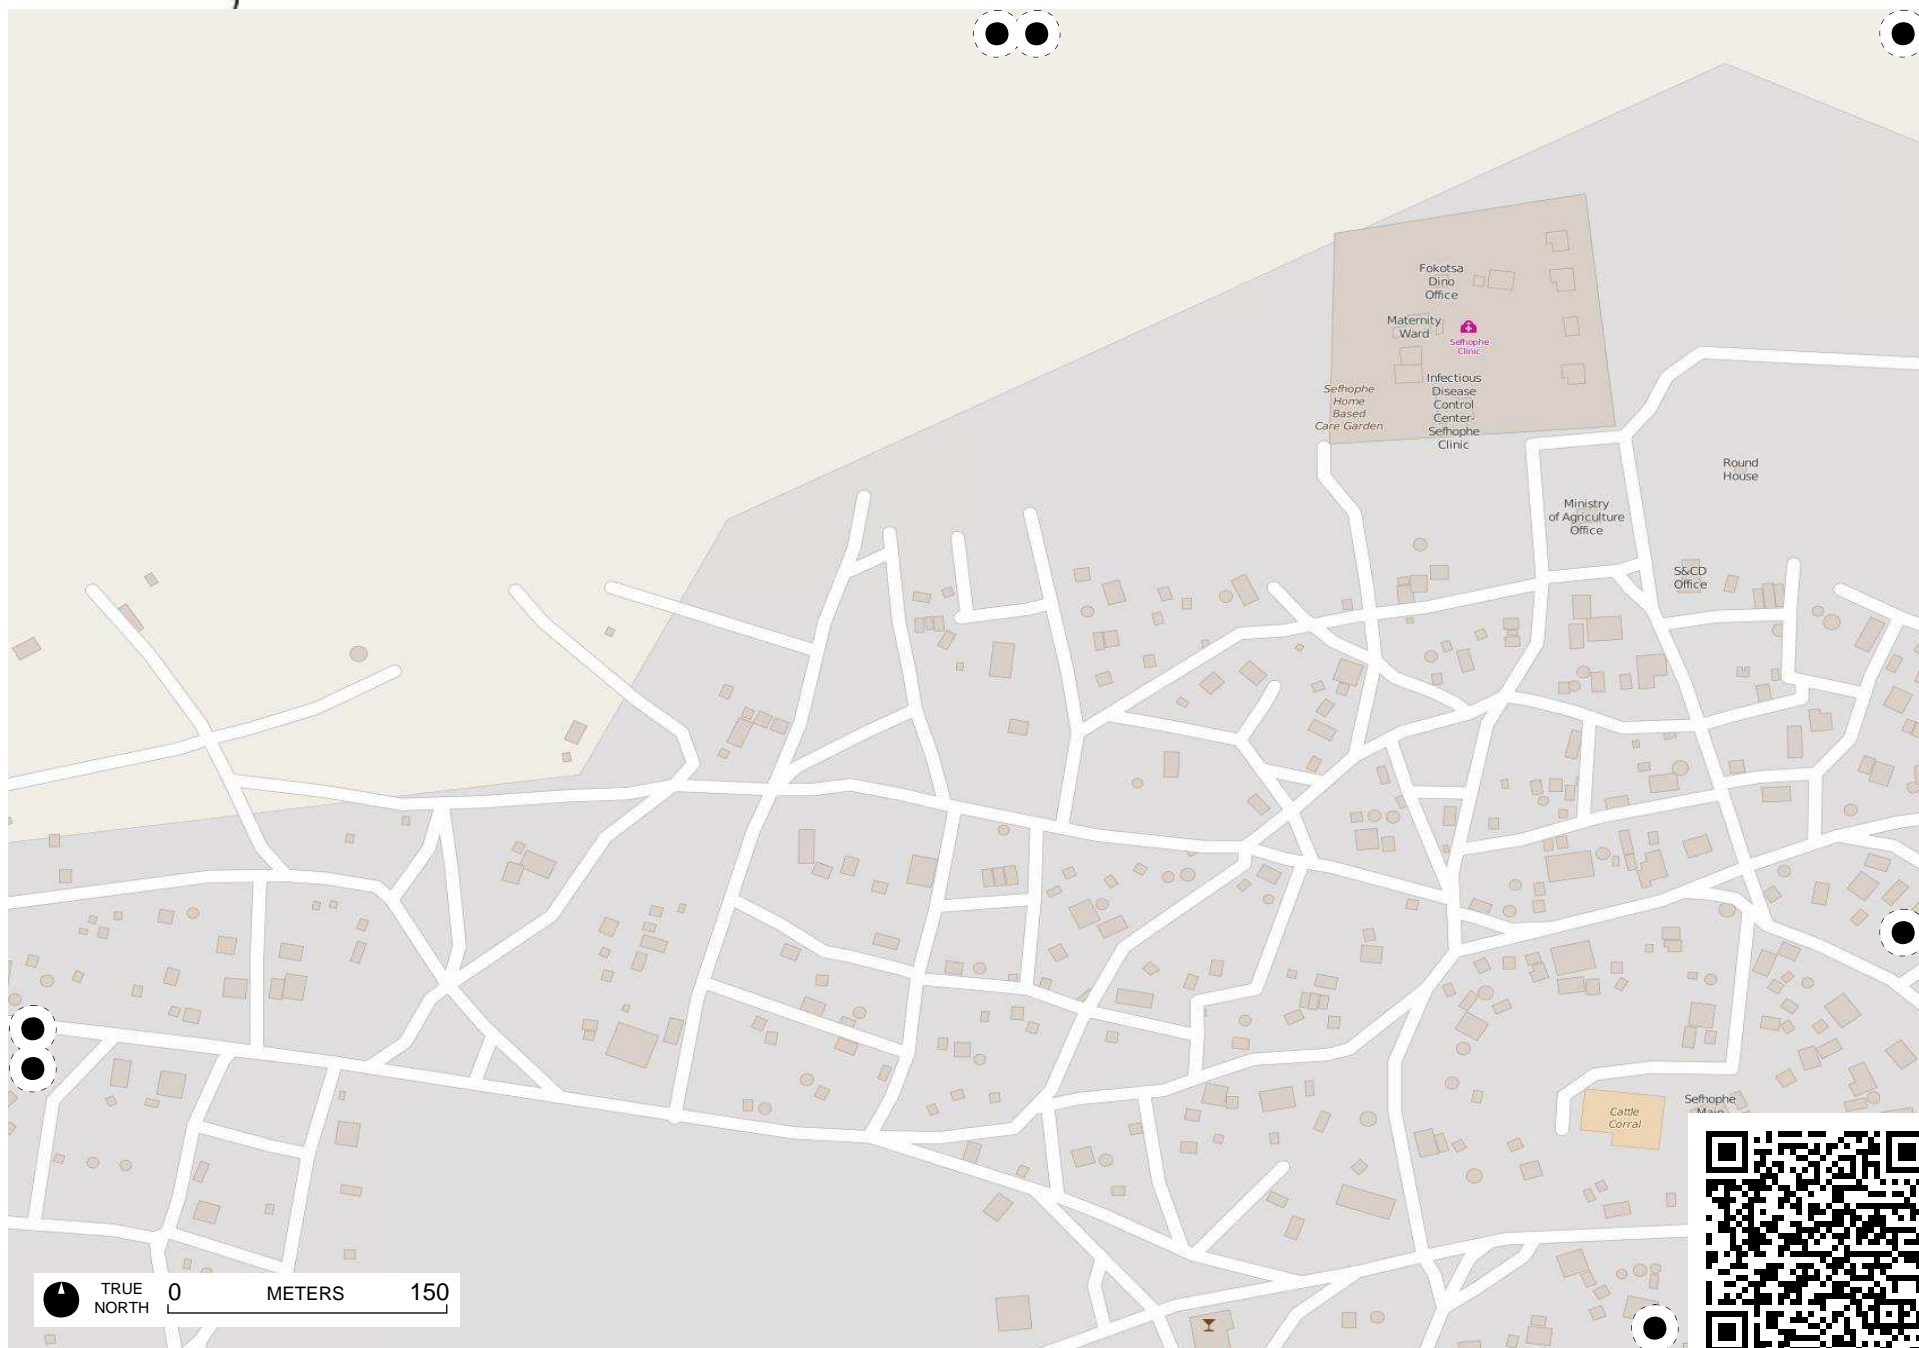 Fokotsa
Dino
Office
Maternity
Ward
Sefhophe
Clinic
Infectious
Disease
Control
Center-
Sefhophe
Clinic
Sefhophe
Home
Based
Care Garden
Round
House
Ministry
of Agriculture
Office
S&CD
Office
Sefhophe
Main
Cattle
Corral
TRUE
NORTH
0 METERS 150